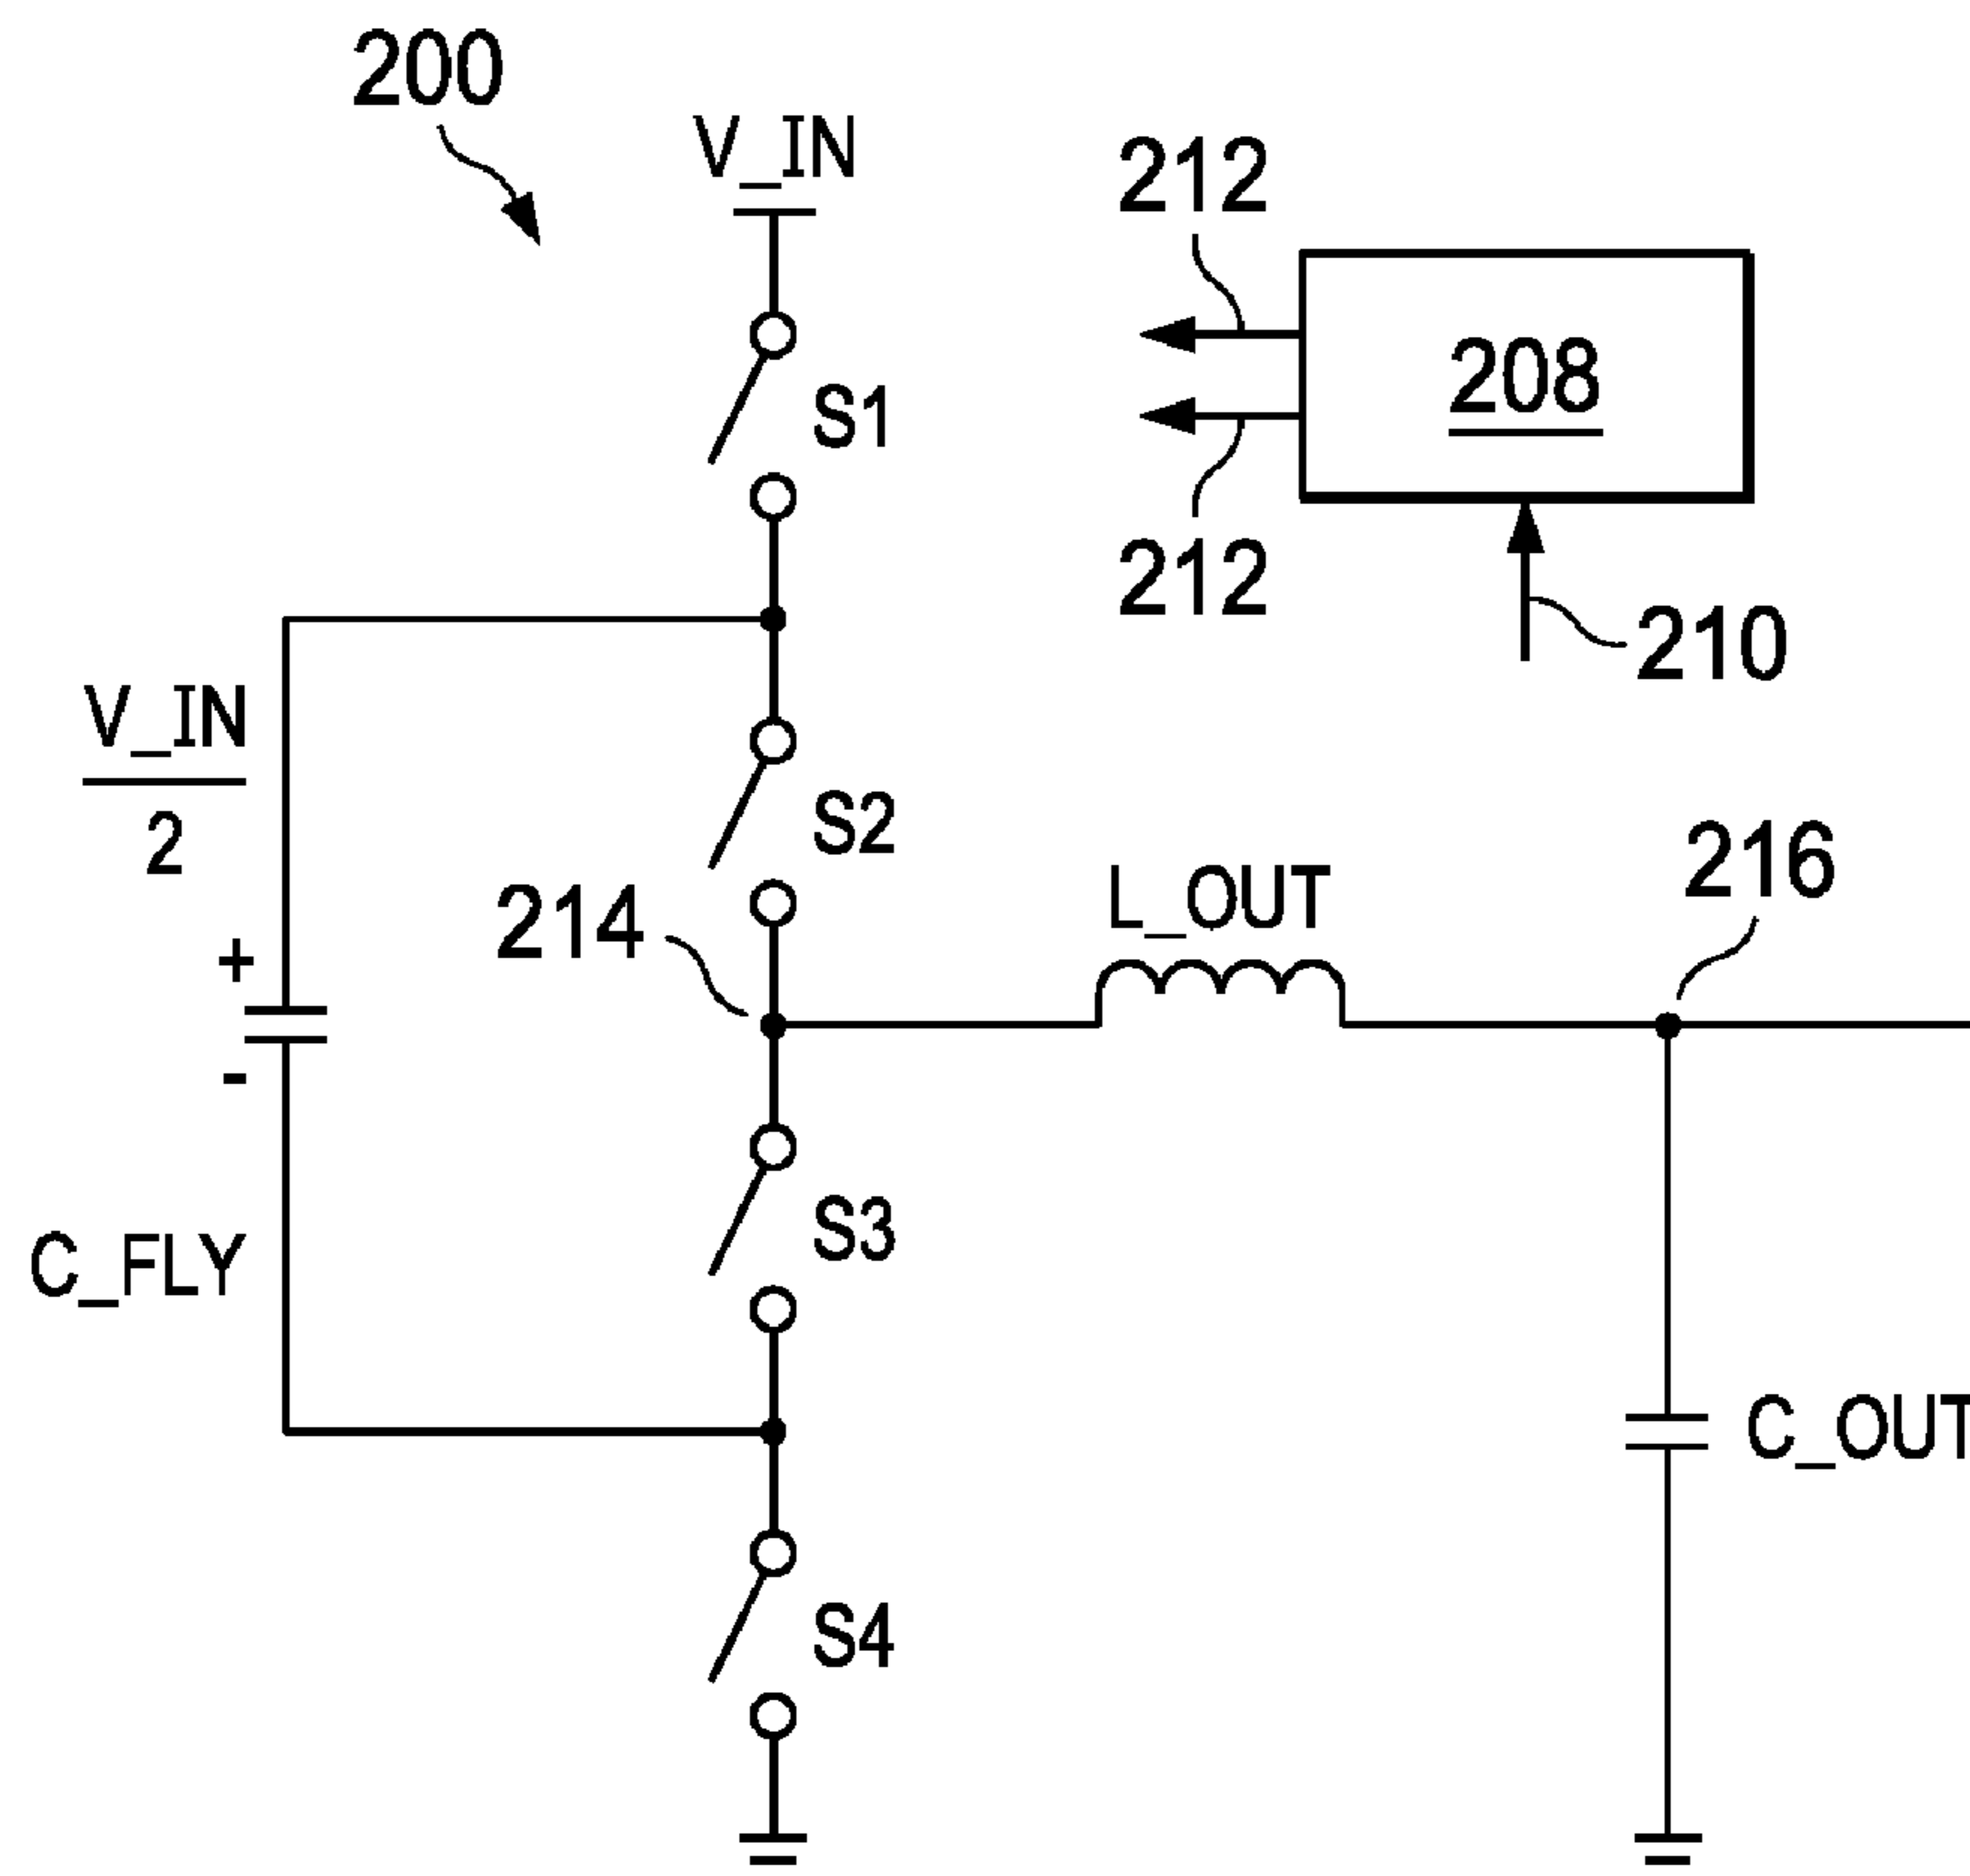 200
V_IN
212
208
S1
212
210
V_IN
2
S2
216
L_OUT
214
+
-
S3
C_FLY
C_OUT
S4